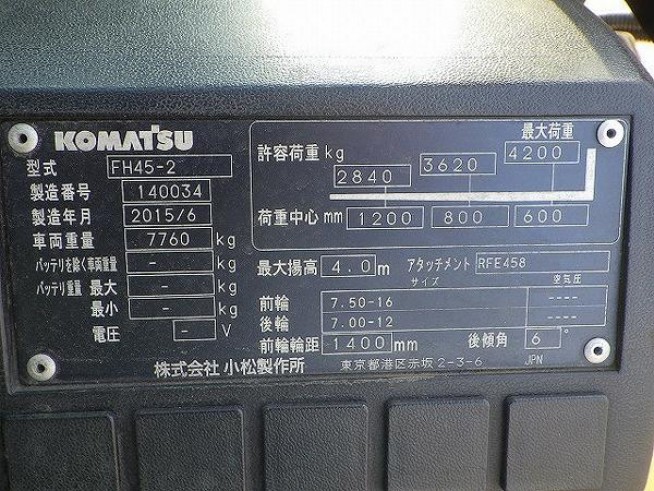 KOMATSU
型式 FH45-2
製造番号 140034
製造年月 2015/6
車両重量 7760 kg
バッテリを除く車両重量 - kg
バッテリ重量 最大 - kg
最小 - kg
電圧 - V
最大荷重
許容荷重 kg 2840 3620 4200
荷重中心 mm 1200 800 600
最大揚高 4.0 m アタッチメント RFE458
サイズ 空気圧
前輪 7.50-16 ----
後輪 7.00-12 ----
前輪輪距 1400 mm 後傾角 6 °
株式会社 小松製作所 東京都港区赤坂2-3-6 JPN